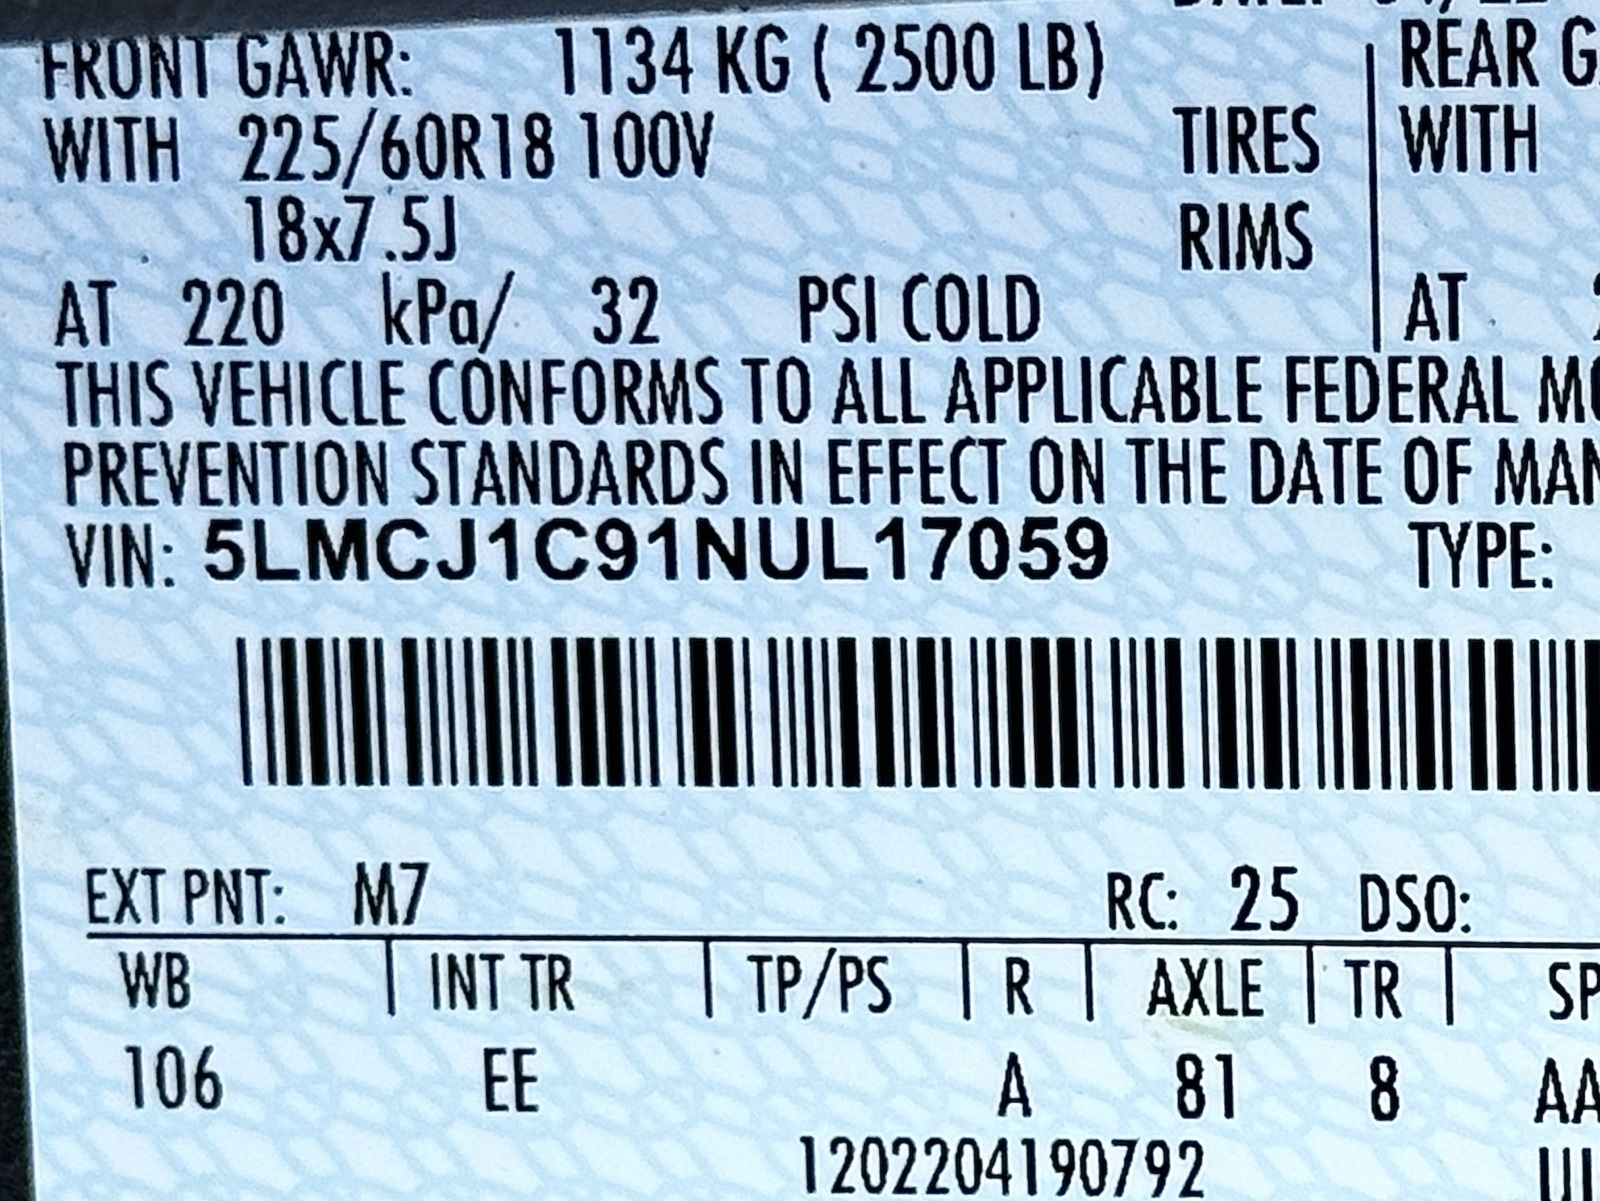 FRONT GAWR: 1134 KG ( 2500 LB) REAR
WITH 225/60R18 100V TIRES WITH
18x7.5J RIMS
AT 220 kPa/ 32 PSI COLD AT
THIS VEHICLE CONFORMS TO ALL APPLICABLE FEDERAL
PREVENTION STANDARDS IN EFFECT ON THE DATE OF
VIN: 5LMCJ1C91NUL17059 TYPE:
EXT PNT: M7 RC: 25 DSO:
WB INT TR TP/PS R AXLE TR
106 EE A 81 8
1202204190792